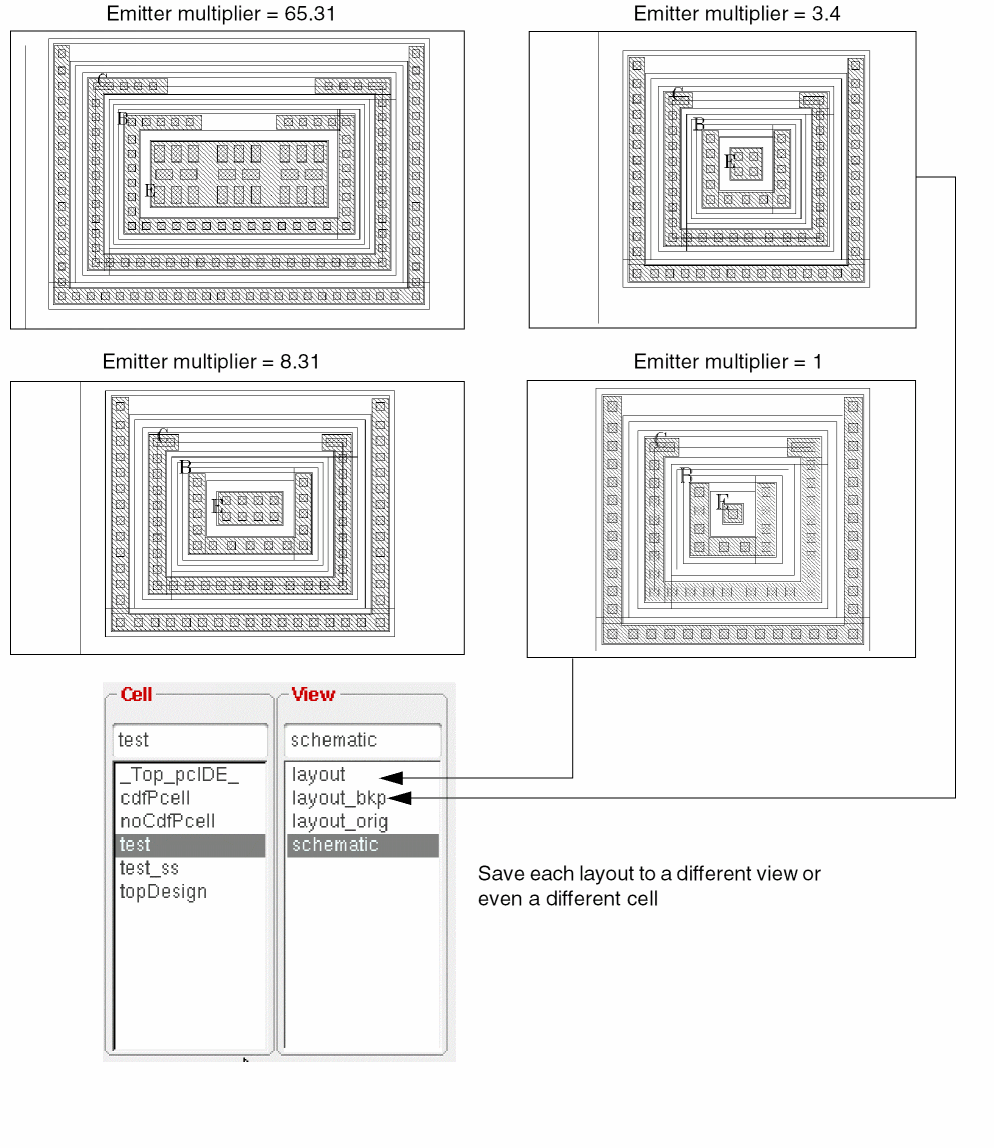 Emitter multiplier = 65.31
Emitter multiplier = 3.4
C
B
E
C
B
E
Emitter multiplier = 8.31
Emitter multiplier = 1
C
B
E
C
B
E
Cell
View
test
schematic
_Top_pcIDE_
layout
cdfPcell
layout_bkp
noCdfPcell
layout_orig
test
schematic
test_ss
topDesign
Save each layout to a different view or
even a different cell